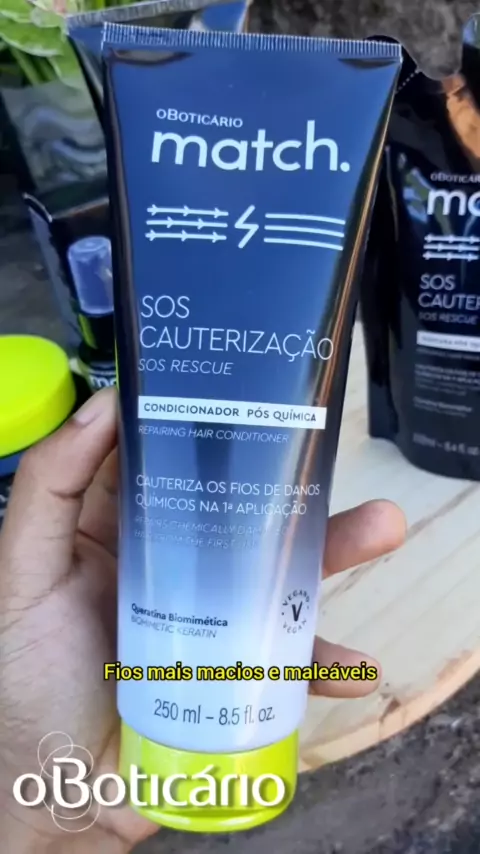 oBOTICÁRIO
match.
SOS
CAUTERIZAÇÃO
SOS RESCUE
CONDICIONADOR PÓS QUÍMICA
REPAIRING HAIR CONDITIONER
CAUTERIZA OS FIOS DE DANOS
QUÍMICOS NA 1ª APLICAÇÃO
Queratina Biomimética
BIOMIMETIC KERATIN
VEGANO
V
VEGAN
Fios mais macios e maleáveis
250 ml – 8.5 fl. oz.
oBoticário
oBOTICÁR
SOS
CAUTER
SOS RESCUE